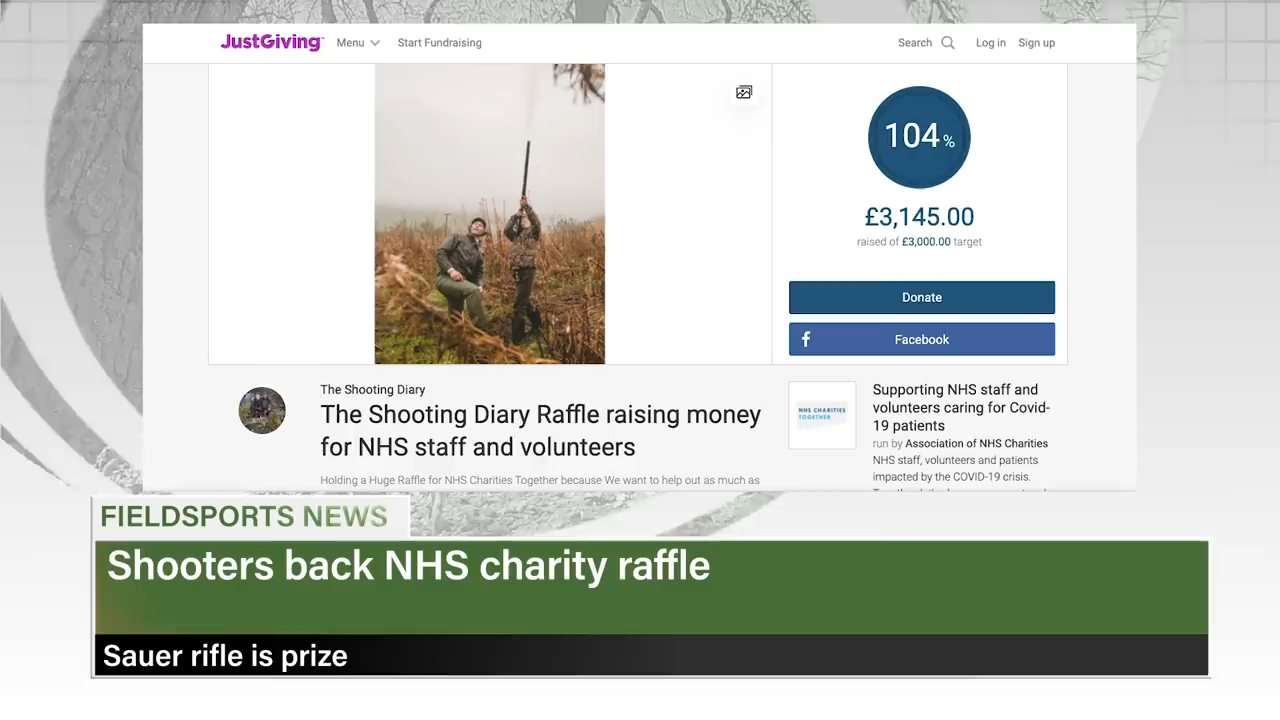 JustGiving™ Menu Start Fundraising Search Log in Sign up
104%
£3,145.00
raised of £3,000.00 target
Donate
f Facebook
The Shooting Diary
The Shooting Diary Raffle raising money
for NHS staff and volunteers
Holding a Huge Raffle for NHS Charities Together because We want to help out as much as
NHS CHARITIES
TOGETHER
Supporting NHS staff and
volunteers caring for Covid-
19 patients
run by Association of NHS Charities
NHS staff, volunteers and patients
impacted by the COVID-19 crisis.
FIELDSPORTS NEWS
Shooters back NHS charity raffle
Sauer rifle is prize